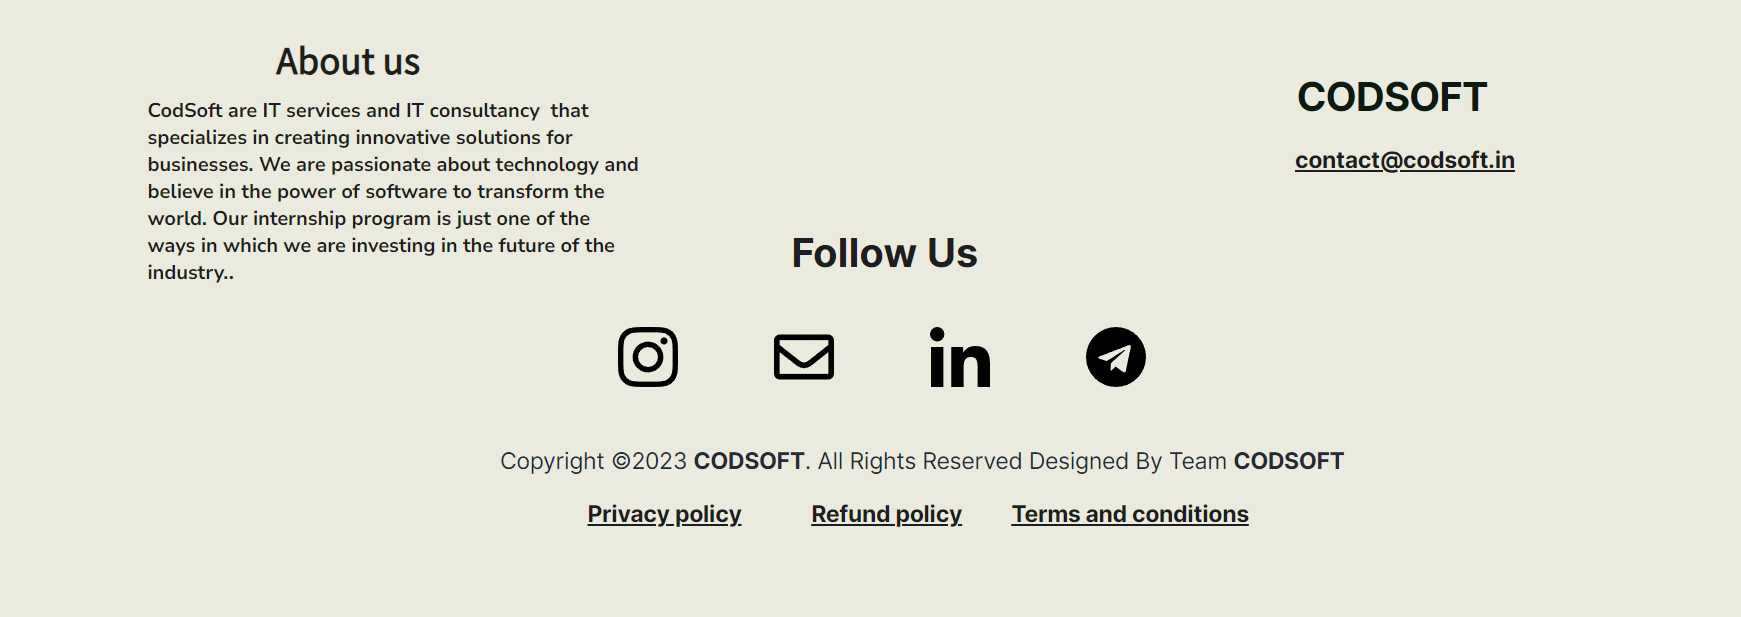 About us
CodSoft are IT services and IT consultancy  that
specializes in creating innovative solutions for
businesses. We are passionate about technology and
believe in the power of software to transform the
world. Our internship program is just one of the
ways in which we are investing in the future of the
industry..
CODSOFT
contact@codsoft.in
Follow Us
Copyright ©2023 CODSOFT. All Rights Reserved Designed By Team CODSOFT
Privacy policy Refund policy Terms and conditions